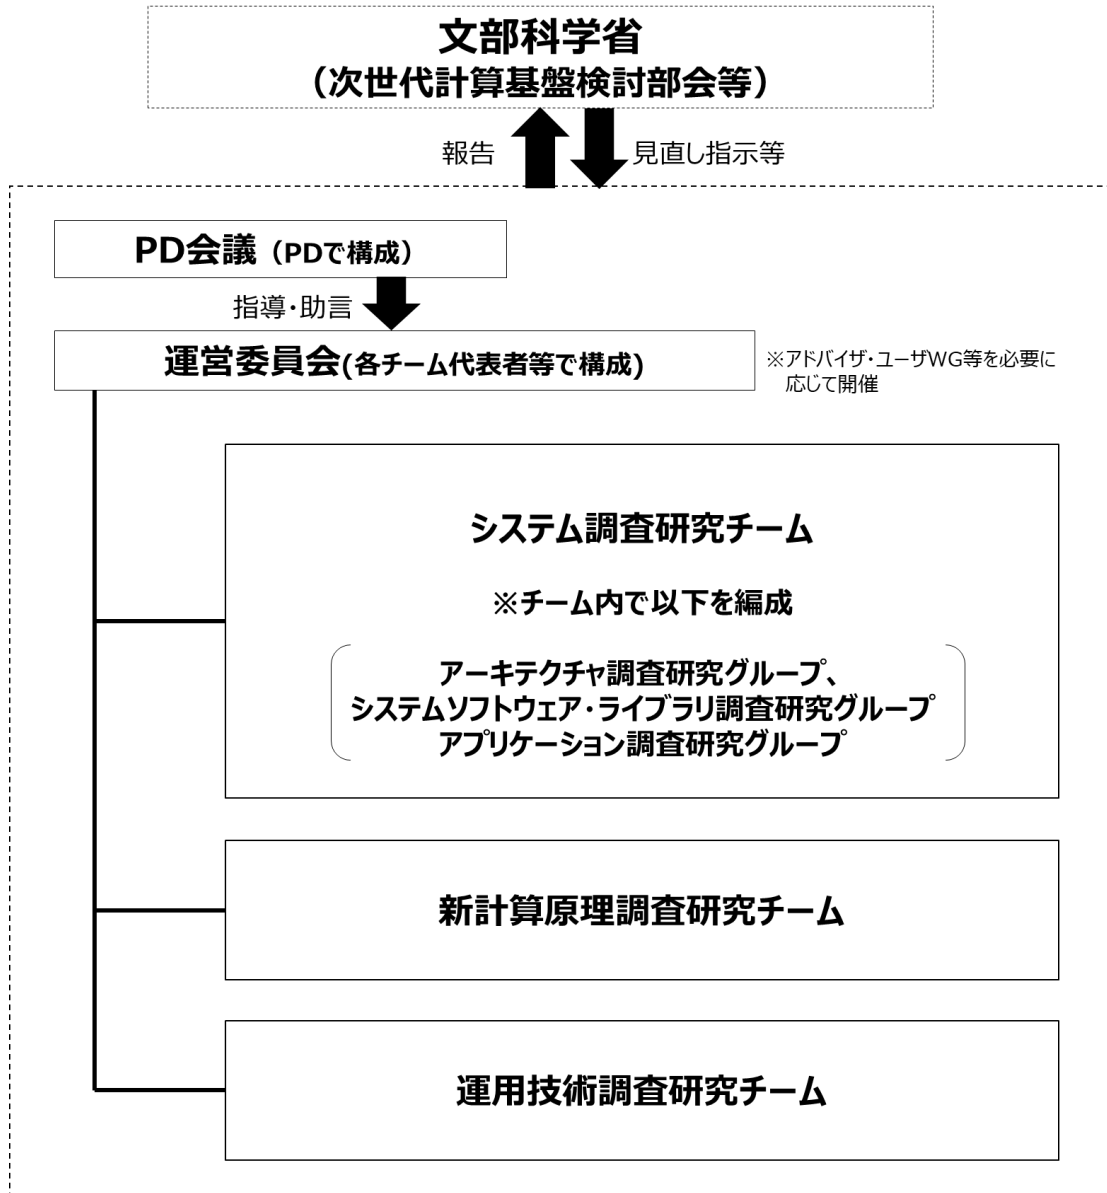 文部科学省
（次世代計算基盤検討部会等）
報告
見直し指示等
PD会議（PDで構成）
指導・助言
運営委員会(各チーム代表者等で構成)
※アドバイザ・ユーザWG等を必要に
応じて開催
システム調査研究チーム
※チーム内で以下を編成
アーキテクチャ調査研究グループ、
システムソフトウェア・ライブラリ調査研究グループ
アプリケーション調査研究グループ
新計算原理調査研究チーム
運用技術調査研究チーム